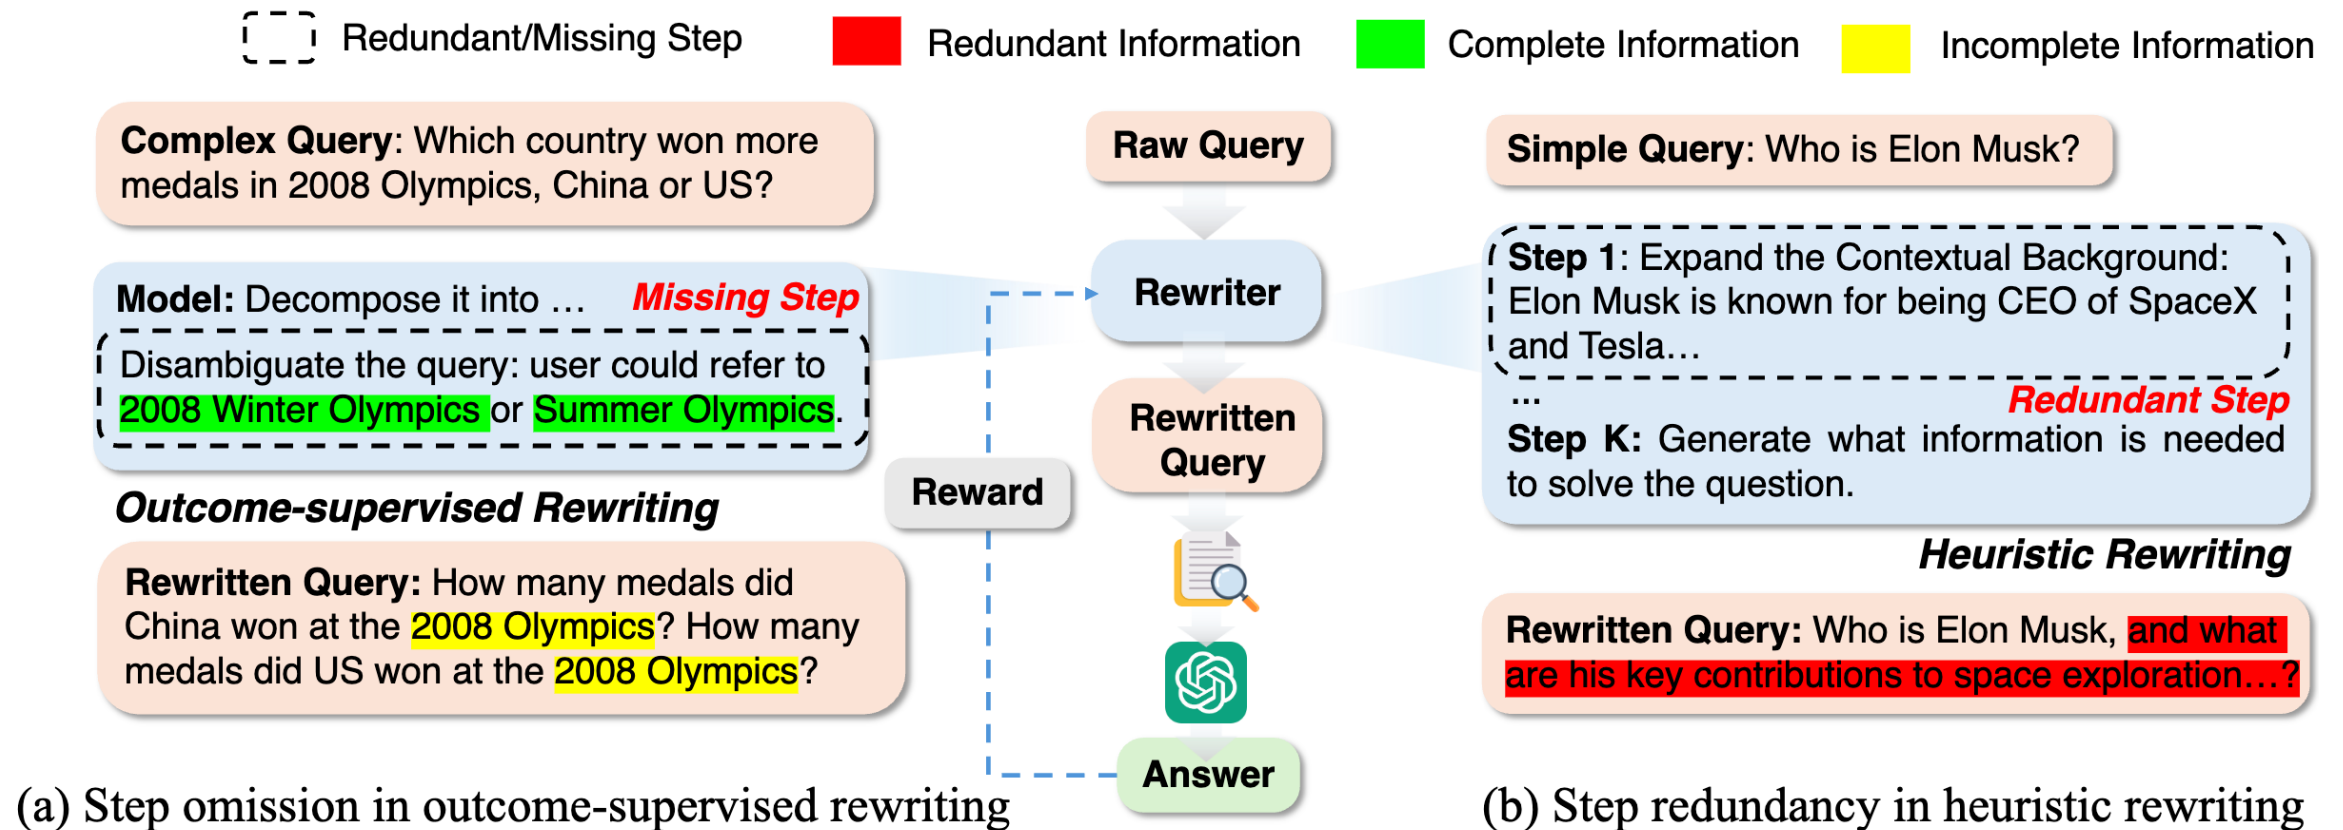 Redundant/Missing Step
Redundant Information
Complete Information
Incomplete Information
Complex Query: Which country won more
medals in 2008 Olympics, China or US?
Model: Decompose it into …
Missing Step
Disambiguate the query: user could refer to
2008 Winter Olympics or Summer Olympics.
Outcome-supervised Rewriting
Rewritten Query: How many medals did
China won at the 2008 Olympics? How many
medals did US won at the 2008 Olympics?
(a) Step omission in outcome-supervised rewriting
Raw Query
Rewriter
Rewritten
Query
Reward
Answer
Simple Query: Who is Elon Musk?
Step 1: Expand the Contextual Background:
Elon Musk is known for being CEO of SpaceX
and Tesla…
...
Redundant Step
Step K: Generate what information is needed
to solve the question.
Heuristic Rewriting
Rewritten Query: Who is Elon Musk, and what
are his key contributions to space exploration…?
(b) Step redundancy in heuristic rewriting